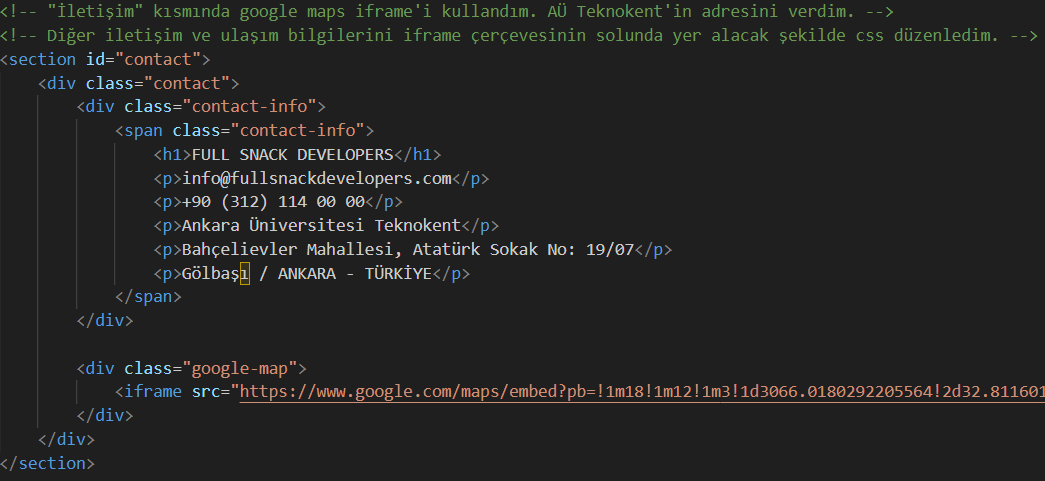 <!-- "İletişim" kısmında google maps iframe'i kullandım. AÜ Teknokent'in adresini verdim. -->
<!-- Diğer iletişim ve ulaşım bilgilerini iframe çerçevesinin solunda yer alacak şekilde css düzenledim. -->
<section id="contact">
<div class="contact">
<div class="contact-info">
<span class="contact-info">
<h1>FULL SNACK DEVELOPERS</h1>
<p>info@fullsnackdevelopers.com</p>
<p>+90 (312) 114 00 00</p>
<p>Ankara Üniversitesi Teknokent</p>
<p>Bahçelievler Mahallesi, Atatürk Sokak No: 19/07</p>
<p>Gölbaşı / ANKARA - TÜRKİYE</p>
</span>
</div>
<div class="google-map">
<iframe src="https://www.google.com/maps/embed?pb=!1m18!1m12!1m3!1d3066.0180292205564!2d32.811601
</div>
</div>
</section>